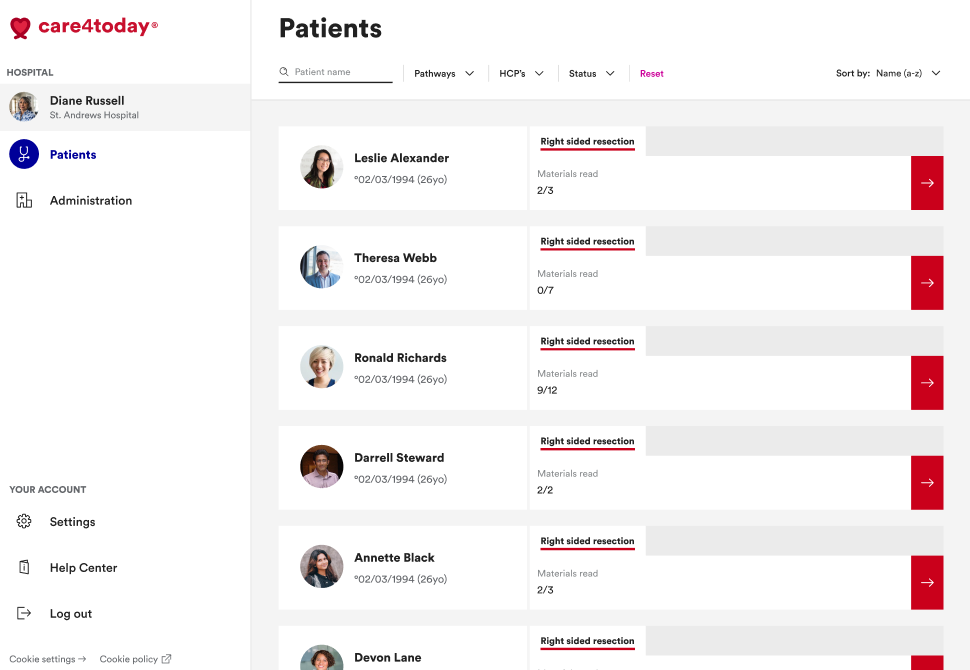 care4today®
HOSPITAL
Diane Russell
St. Andrews Hospital
Patients
Administration
YOUR ACCOUNT
Settings
Help Center
Log out
Cookie settings → Cookie policy
Patients
Patient name
Pathways
HCP's
Status
Reset
Sort by: Name (a-z)
Leslie Alexander
°02/03/1994 (26yo)
Right sided resection
Materials read
2/3
Theresa Webb
°02/03/1994 (26yo)
Right sided resection
Materials read
0/7
Ronald Richards
°02/03/1994 (26yo)
Right sided resection
Materials read
9/12
Darrell Steward
°02/03/1994 (26yo)
Right sided resection
Materials read
2/2
Annette Black
°02/03/1994 (26yo)
Right sided resection
Materials read
2/3
Devon Lane
Right sided resection